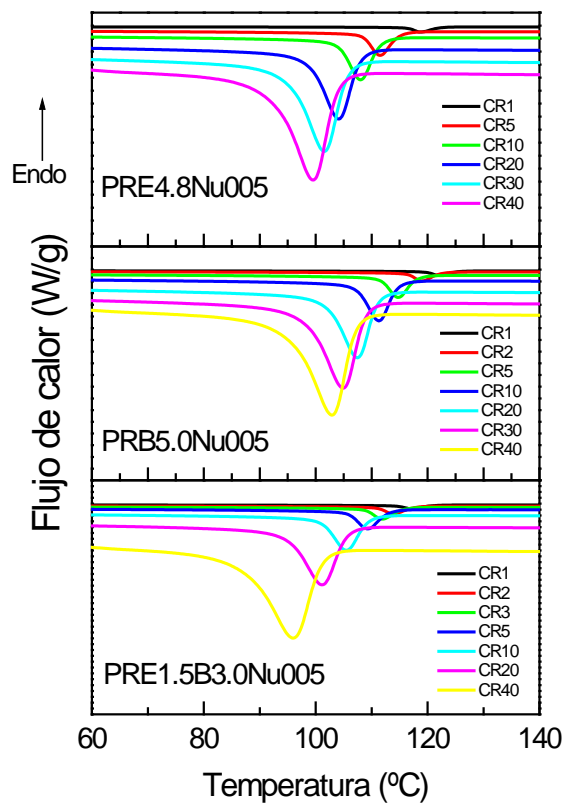 Flujo de calor (W/g)
Endo
CR1
CR5
CR10
CR20
CR30
CR40
PRE4.8Nu005
CR1
CR2
CR5
CR10
CR20
CR30
CR40
PRB5.0Nu005
CR1
CR2
CR3
CR5
CR10
CR20
CR40
PRE1.5B3.0Nu005
60 80 100 120 140
Temperatura (ºC)